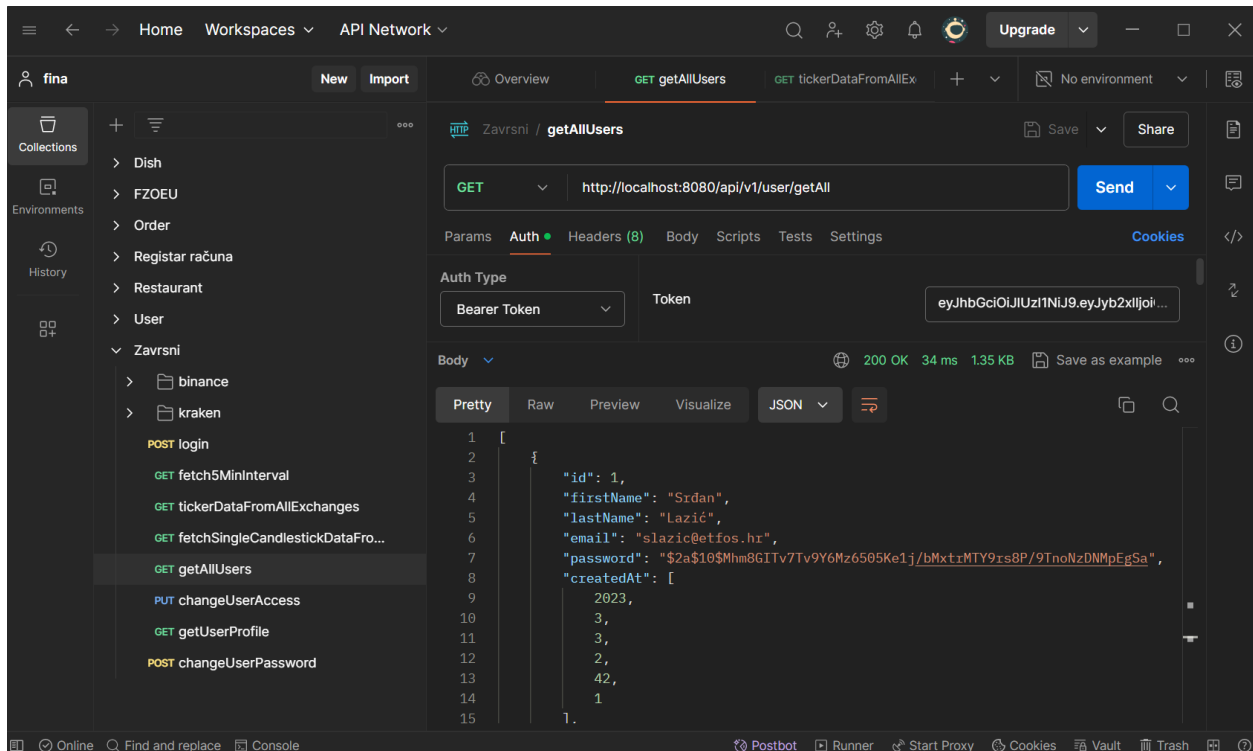 Home Workspaces API Network Upgrade
fina New Import
Overview GET getAllUsers GET tickerDataFromAllEx No environment
Collections
Environments
History
Dish
FZOEU
Order
Registar računa
Restaurant
User
Zavrsni
binance
kraken
POST login
GET fetch5MinInterval
GET tickerDataFromAllExchanges
GET fetchSingleCandlestickDataFro...
GET getAllUsers
PUT changeUserAccess
GET getUserProfile
POST changeUserPassword
HTTP Zavrsni / getAllUsers Save Share
GET http://localhost:8080/api/v1/user/getAll Send
Params Auth Headers (8) Body Scripts Tests Settings Cookies
Auth Type
Bearer Token
Token eyJhbGciOiJIUzI1NiJ9.eyJyb2xlIjoi...
Body 200 OK 34 ms 1.35 KB Save as example
Pretty Raw Preview Visualize JSON
1 [
2 {
3 "id": 1,
4 "firstName": "Srđan",
5 "lastName": "Lazić",
6 "email": "slazic@etfos.hr",
7 "password": "$2a$10$Mhm8GITv7Tv9Y6Mz6505Ke1j/bMxtrMTY9rs8P/9TnoNzDNMpEgSa",
8 "createdAt": [
9 2023,
10 3,
11 3,
12 2,
13 42,
14 1
15 ],
Online Find and replace Console Postbot Runner Start Proxy Cookies Vault Trash